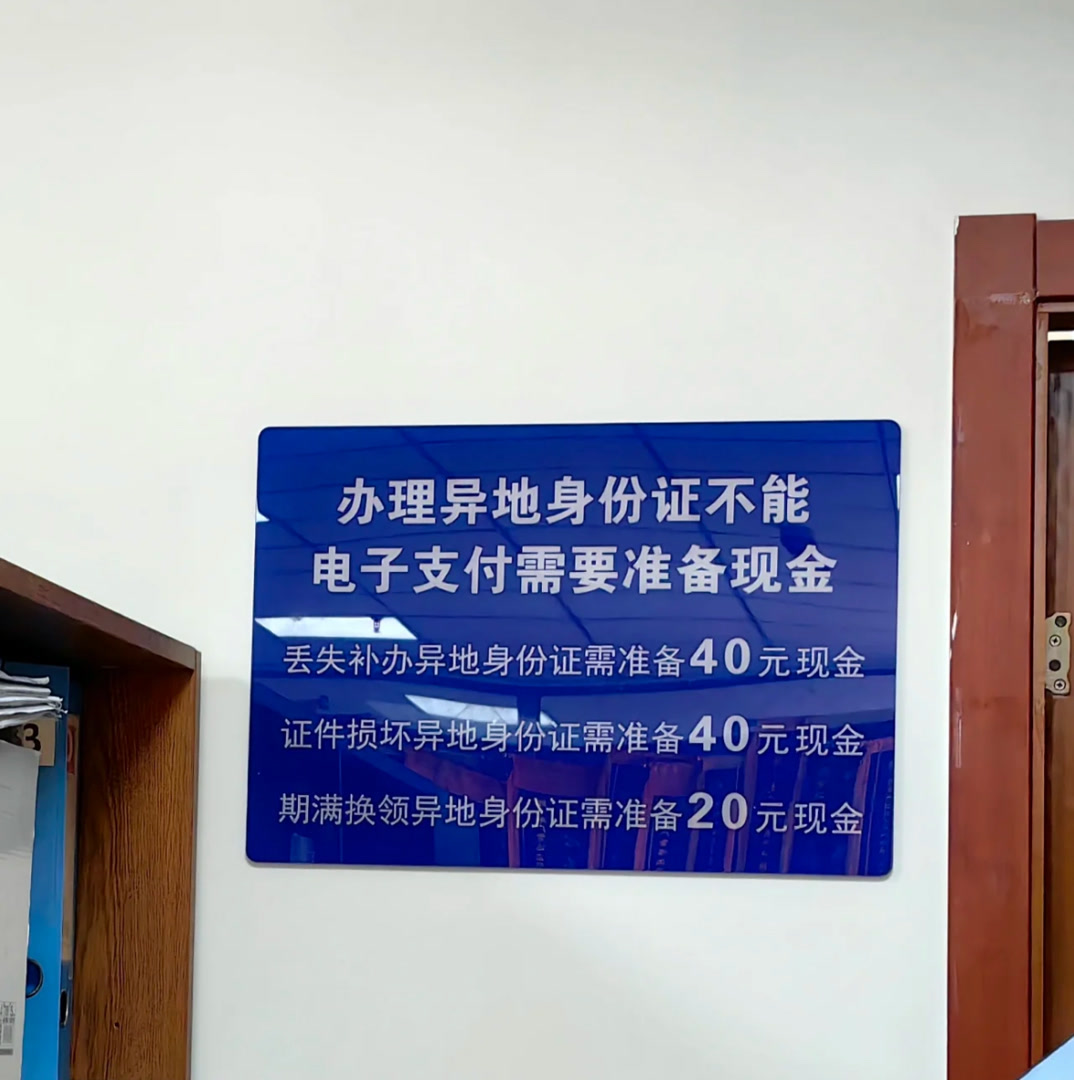 办理异地身份证不能
电子支付需要准备现金
丢失补办异地身份证需准备40元现金
证件损坏异地身份证需准备40元现金
期满换领异地身份证需准备20元现金
3